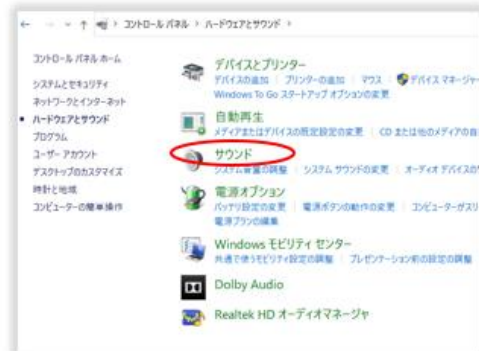 コントロール パネル › ハードウェアとサウンド ›
コントロール パネル ホーム
システムとセキュリティ
ネットワークとインターネット
ハードウェアとサウンド
プログラム
ユーザー アカウント
デスクトップのカスタマイズ
時計と地域
コンピューターの簡単操作
デバイスとプリンター
デバイスの追加 | プリンターの追加 | マウス | デバイス マネージャー
Windows To Go スタートアップ オプションの変更
自動再生
メディアまたはデバイスの既定設定の変更 | CD または他のメディアの自
サウンド
システム音量の調整 | システム サウンドの変更 | オーディオ デバイスの
電源オプション
バッテリ設定の変更 | 電源ボタンの動作の変更 | コンピューターがスリ
電源プランの編集
Windows モビリティ センター
共通で使うモビリティ設定の調整 | プレゼンテーション前の設定の調整
Dolby Audio
Realtek HD オーディオマネージャ